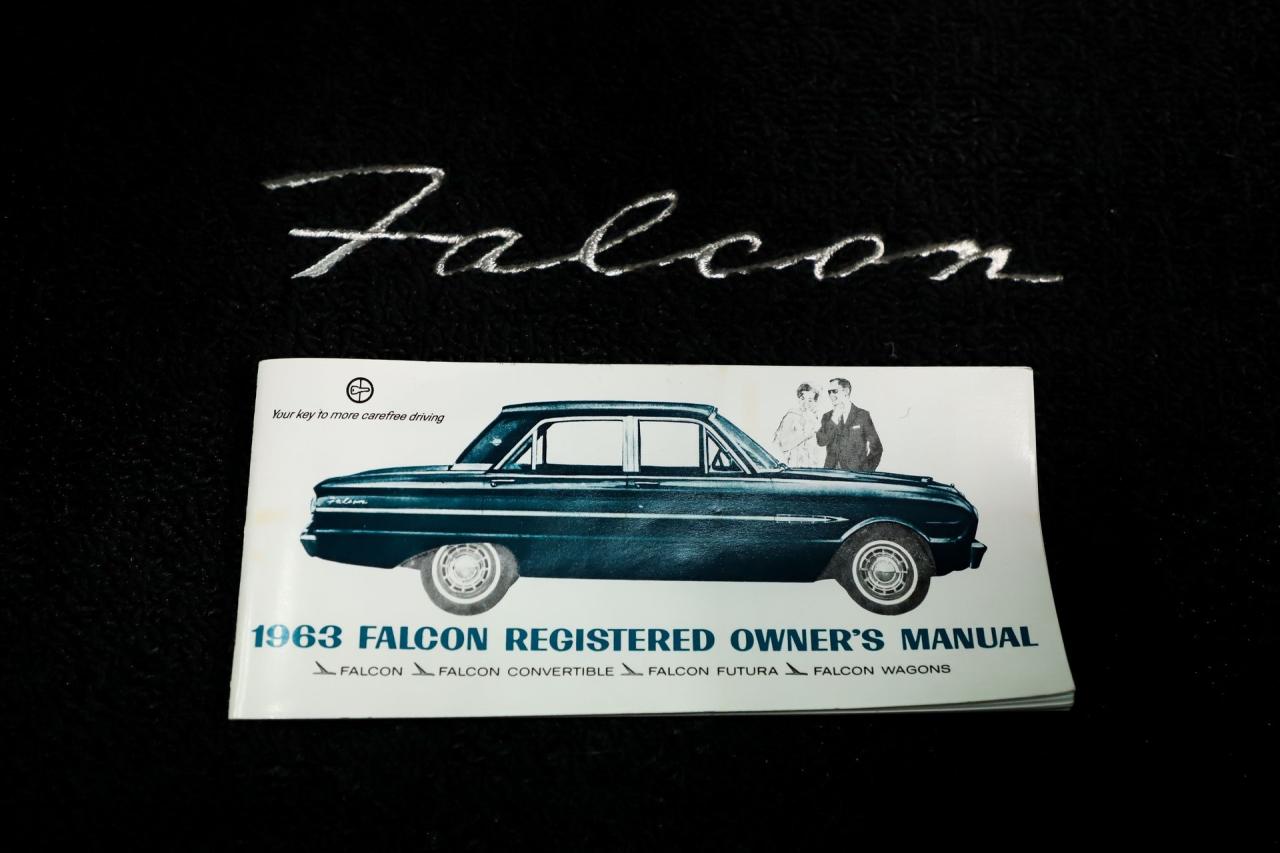 Falcon
Your key to more carefree driving
Falcon
1963 FALCON REGISTERED OWNER'S MANUAL
FALCON FALCON CONVERTIBLE FALCON FUTURA FALCON WAGONS